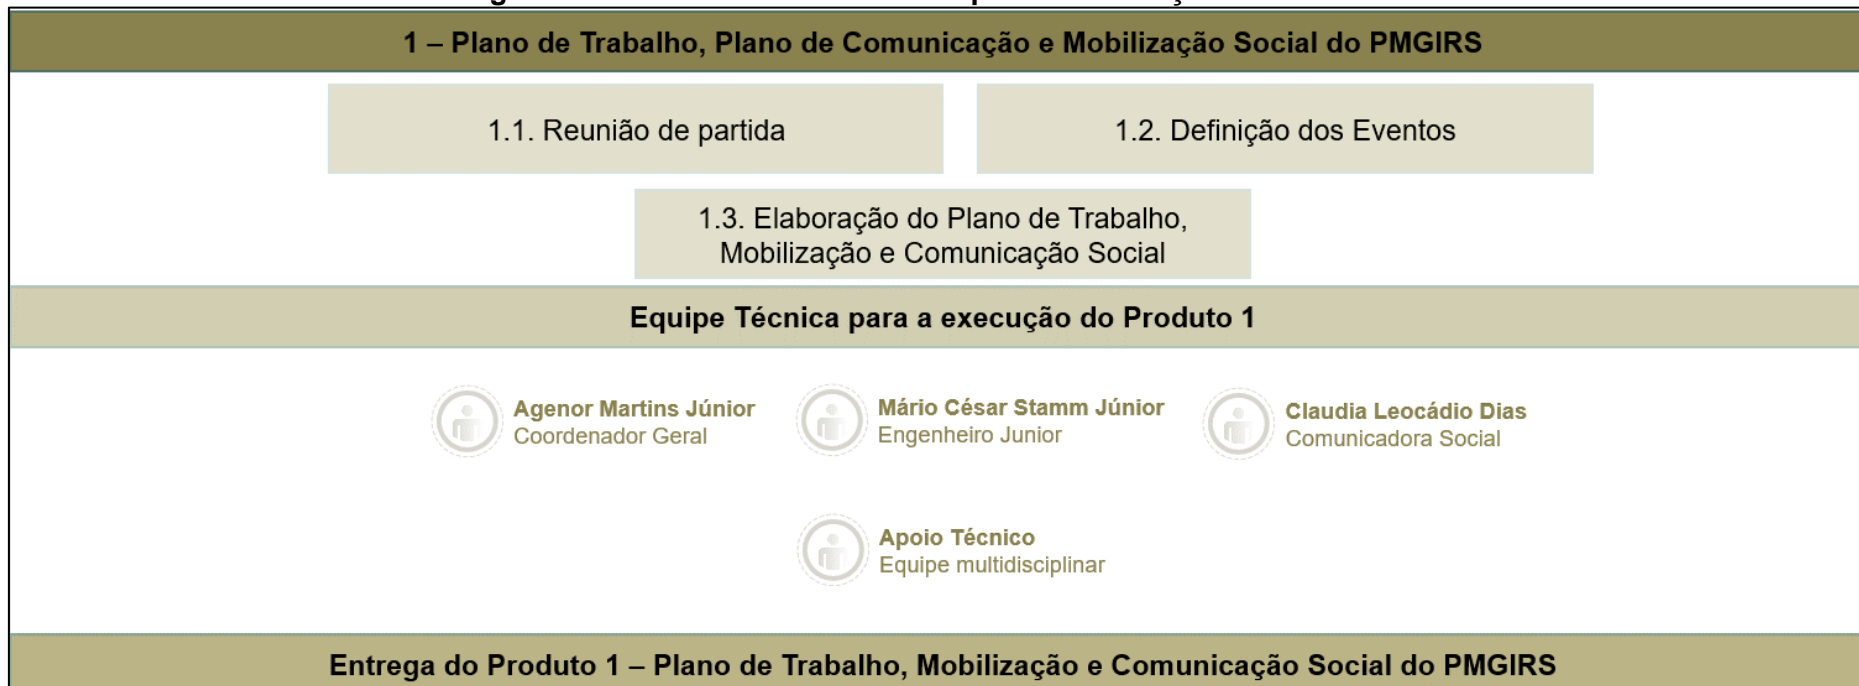 1 – Plano de Trabalho, Plano de Comunicação e Mobilização Social do PMGIRS
1.1. Reunião de partida
1.2. Definição dos Eventos
1.3. Elaboração do Plano de Trabalho,
Mobilização e Comunicação Social
Equipe Técnica para a execução do Produto 1
Agenor Martins Júnior
Coordenador Geral
Mário César Stamm Júnior
Engenheiro Junior
Claudia Leocádio Dias
Comunicadora Social
Apoio Técnico
Equipe multidisciplinar
Entrega do Produto 1 – Plano de Trabalho, Mobilização e Comunicação Social do PMGIRS